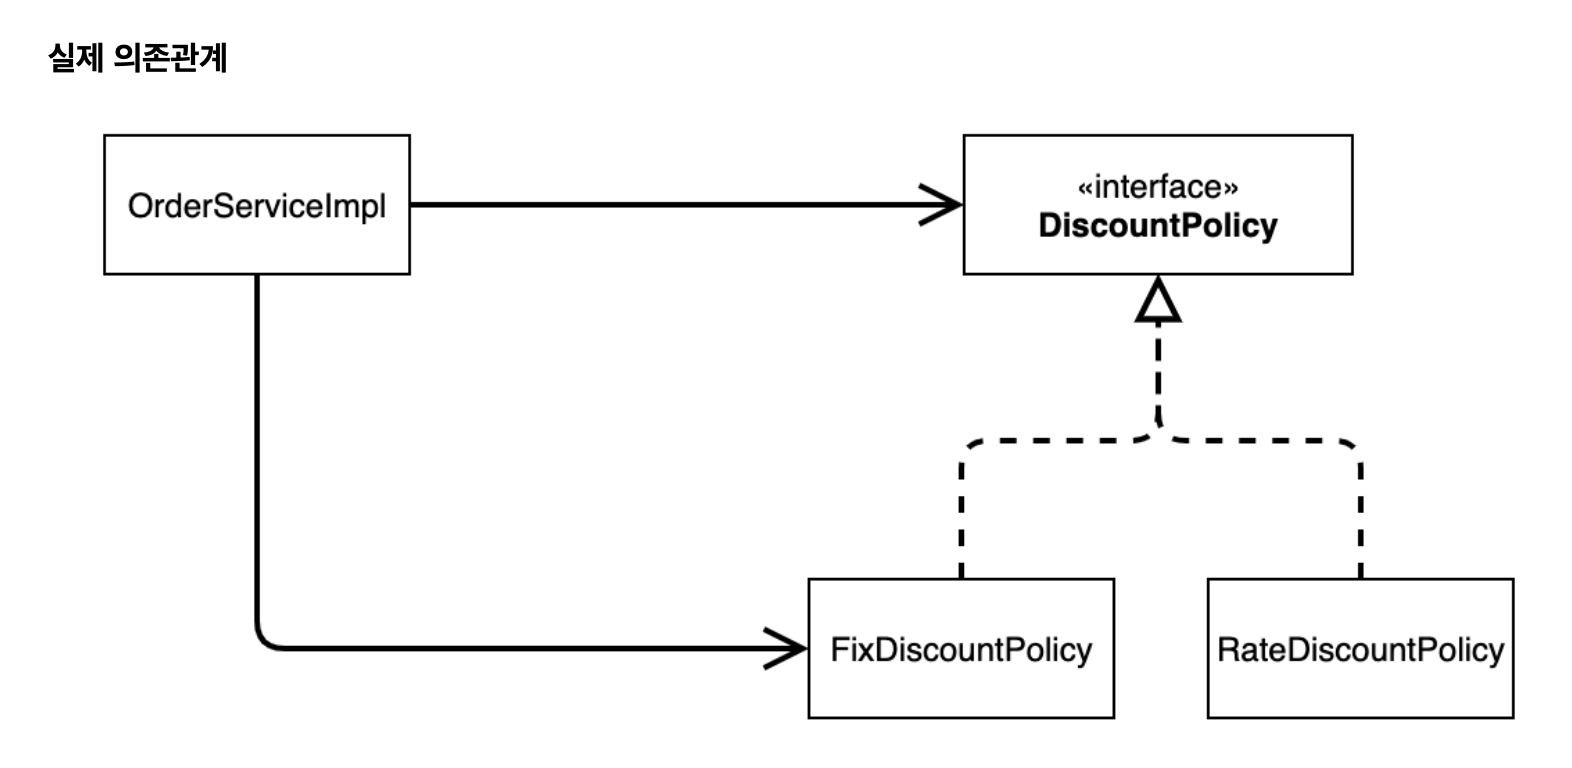 실제 의존관계
OrderServiceImpl
«interface»
DiscountPolicy
FixDiscountPolicy
RateDiscountPolicy